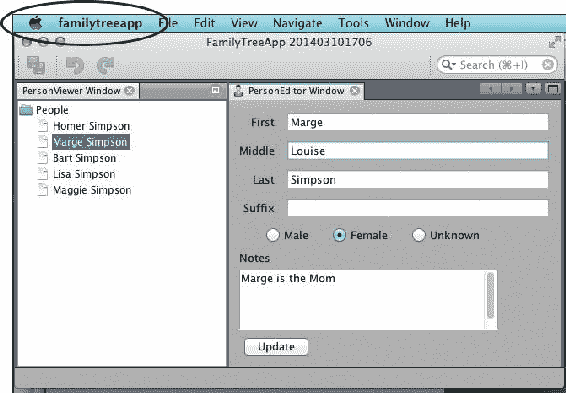 familytreeapp File Edit View Navigate Tools Window Help
FamilyTreeApp 201403101706
Search (⌘+I)
PersonViewer Window
People
Homer Simpson
Marge Simpson
Bart Simpson
Lisa Simpson
Maggie Simpson
PersonEditor Window
First Marge
Middle Louise
Last Simpson
Suffix
Male Female Unknown
Notes
Marge is the Mom
Update